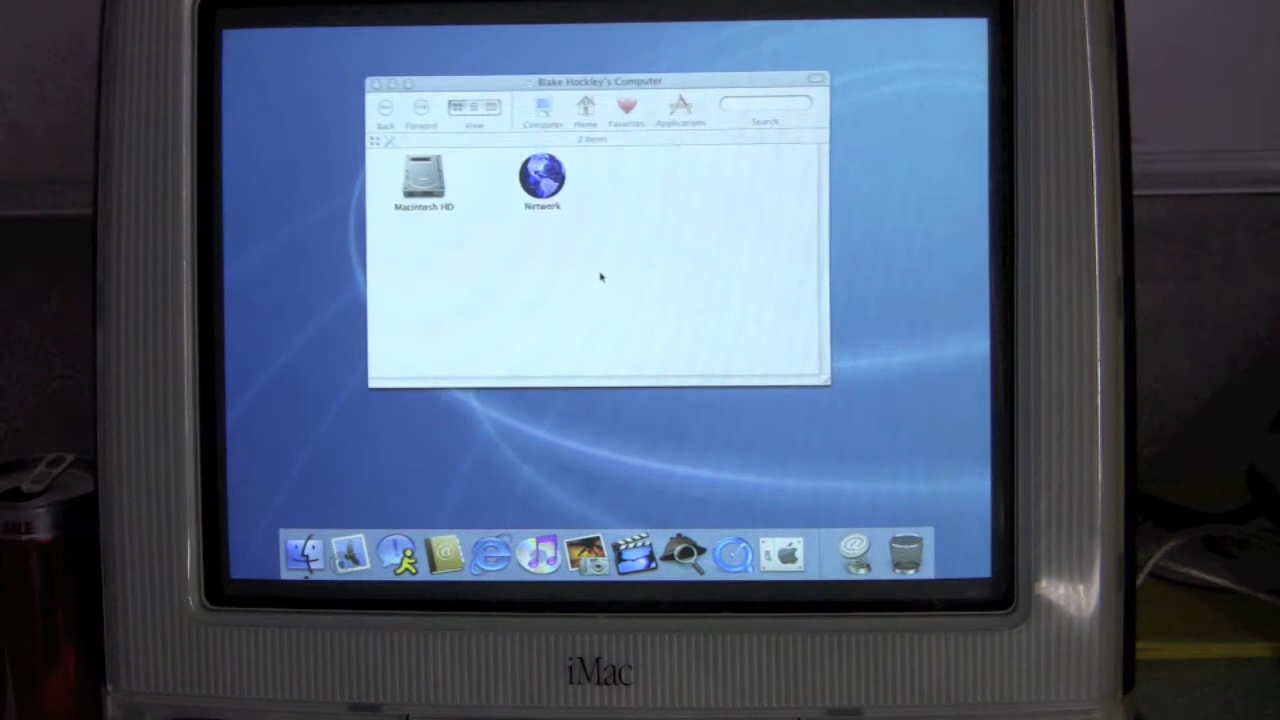 Blake Hockley's Computer
Back Forward View Computer Home Favorites Applications Search
2 items
Macintosh HD Network
iMac